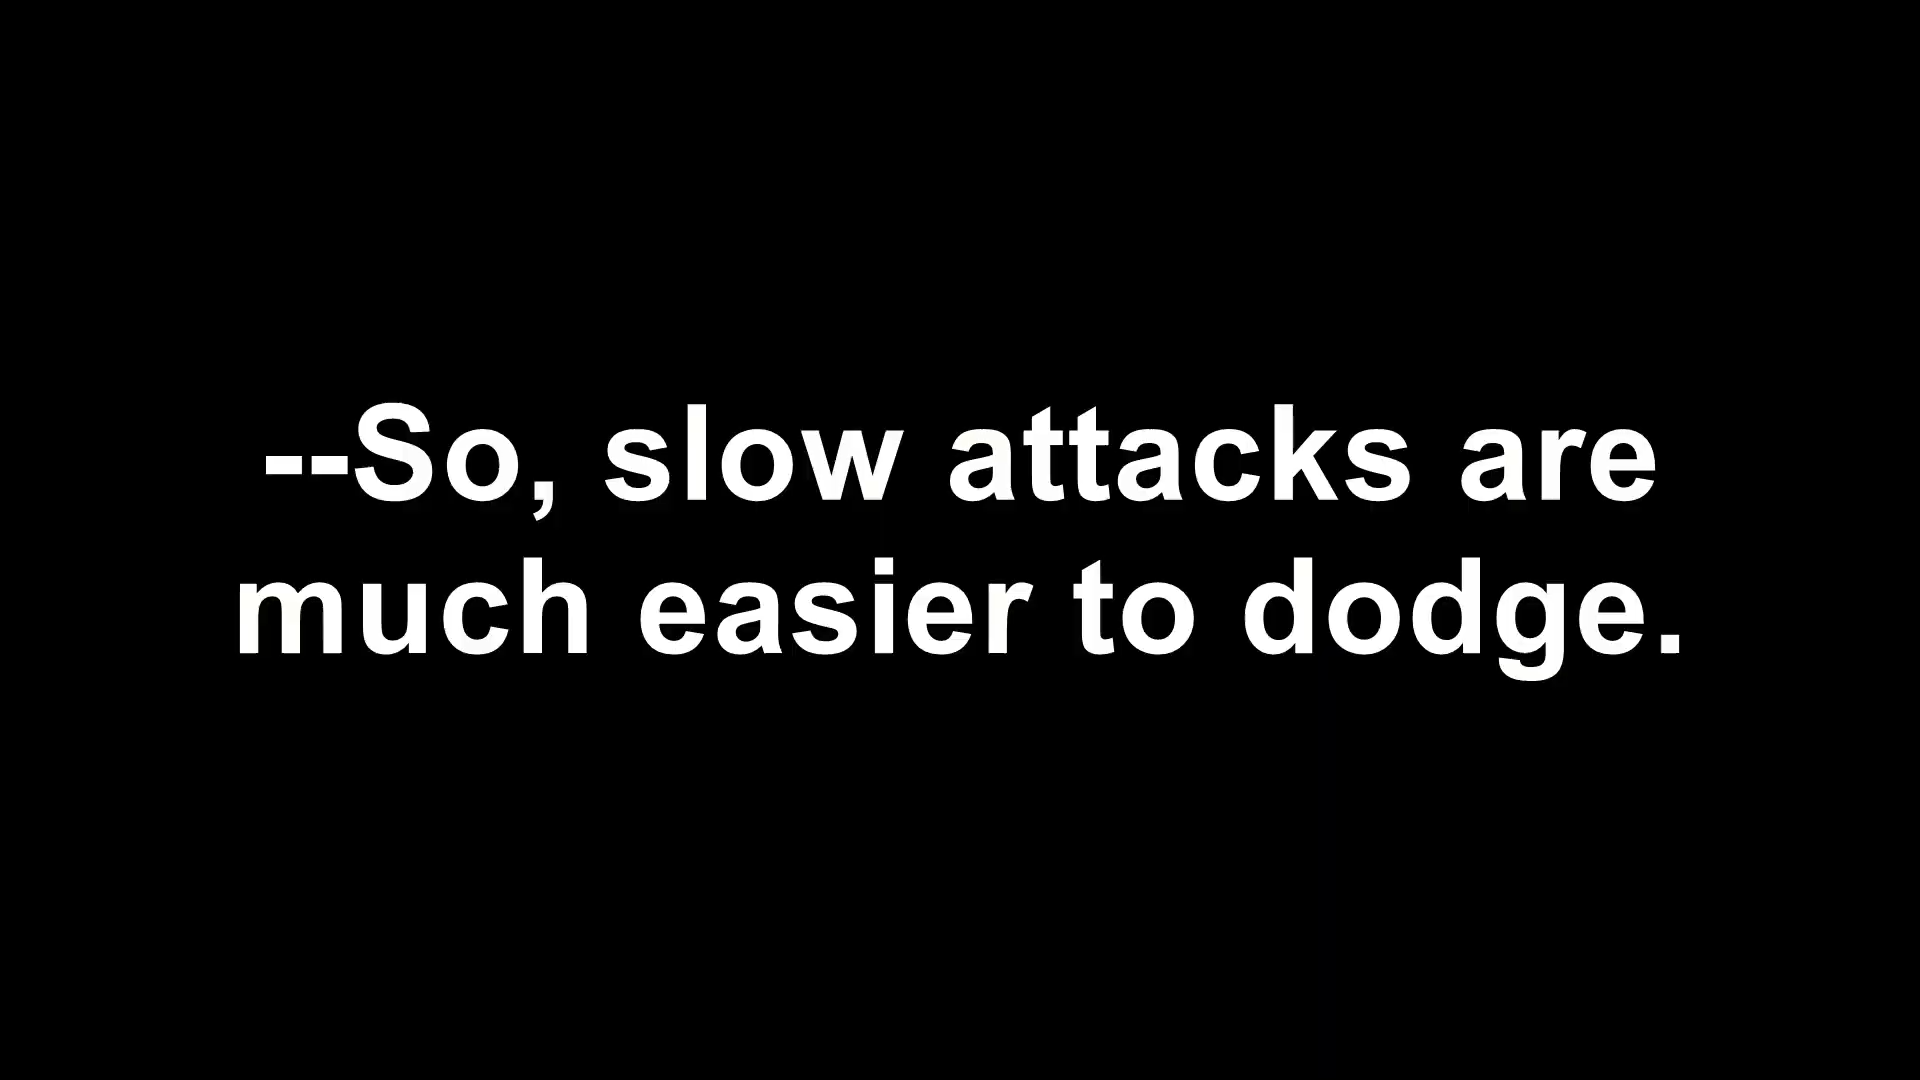 --So, slow attacks are
much easier to dodge.